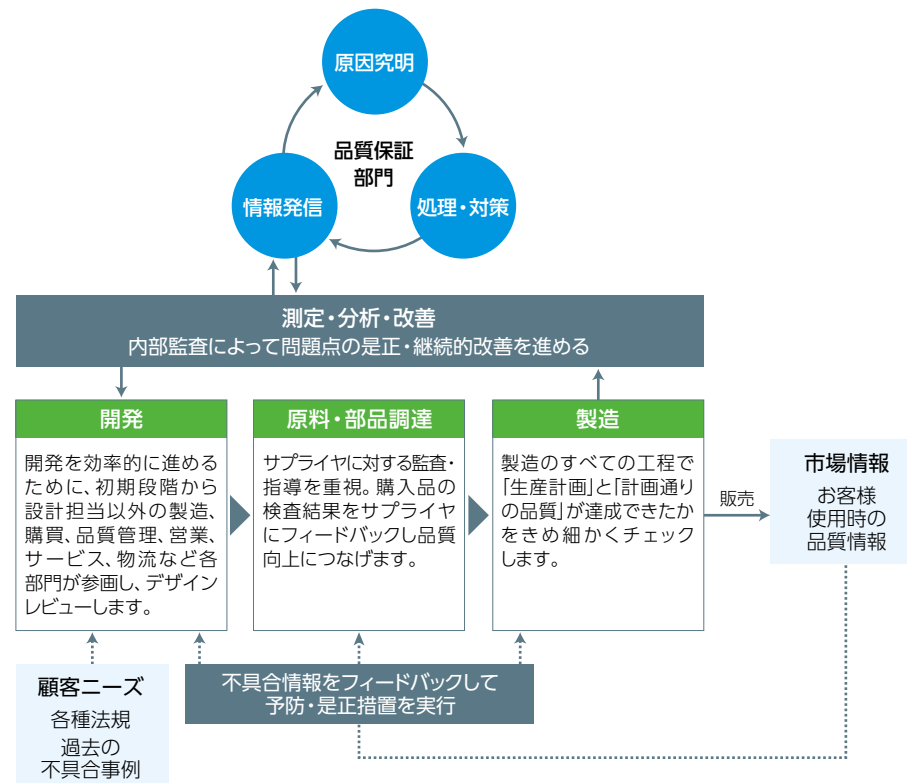 原因究明
品質保証
部門
情報発信
処理・対策
測定・分析・改善
内部監査によって問題点の是正・継続的改善を進める
開発
開発を効率的に進める
ために、初期段階から
設計担当以外の製造、
購買、品質管理、営業、
サービス、物流など各
部門が参画し、デザイン
レビューします。
原料・部品調達
サプライヤに対する監査・
指導を重視。購入品の
検査結果をサプライヤ
にフィードバックし品質
向上につなげます。
製造
製造のすべての工程で
「生産計画」と「計画通り
の品質」が達成できたか
をきめ細かくチェック
します。
販売
市場情報
お客様
使用時の
品質情報
顧客ニーズ
各種法規
過去の
不具合事例
不具合情報をフィードバックして
予防・是正措置を実行